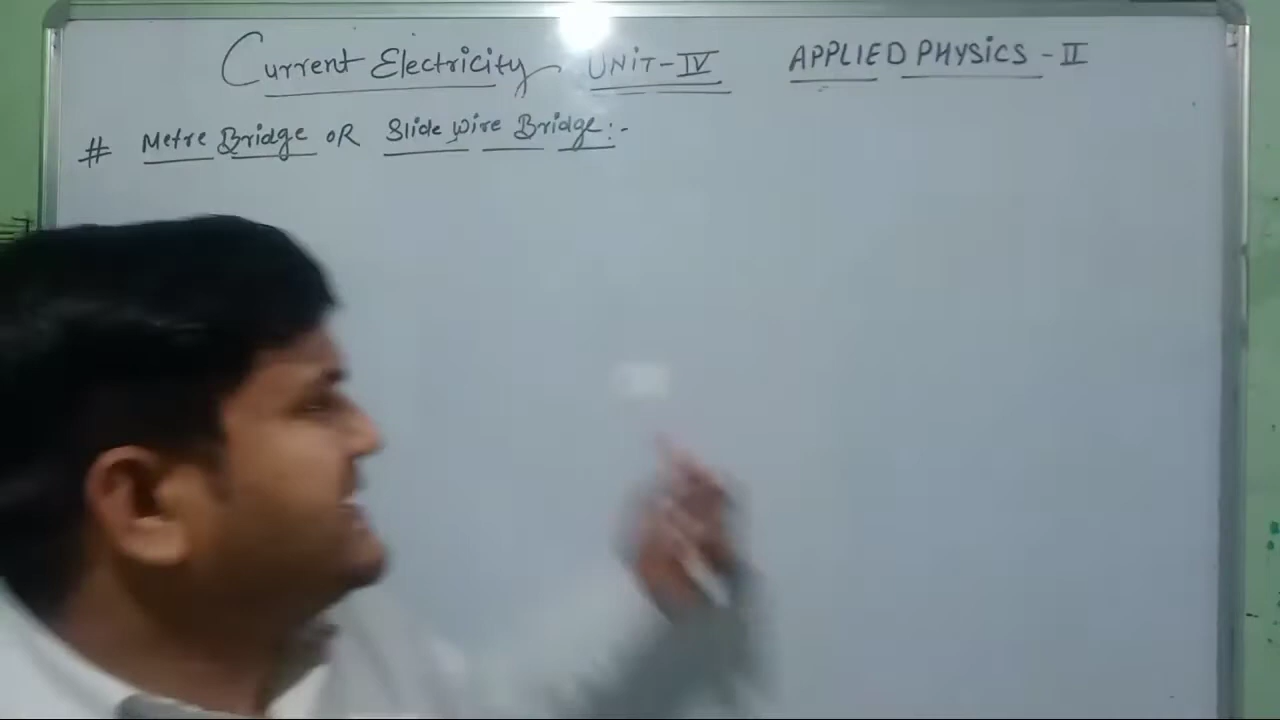 Current Electricity UNIT-IV APPLIED PHYSICS - II
# Metre Bridge OR Slide Wire Bridge:-